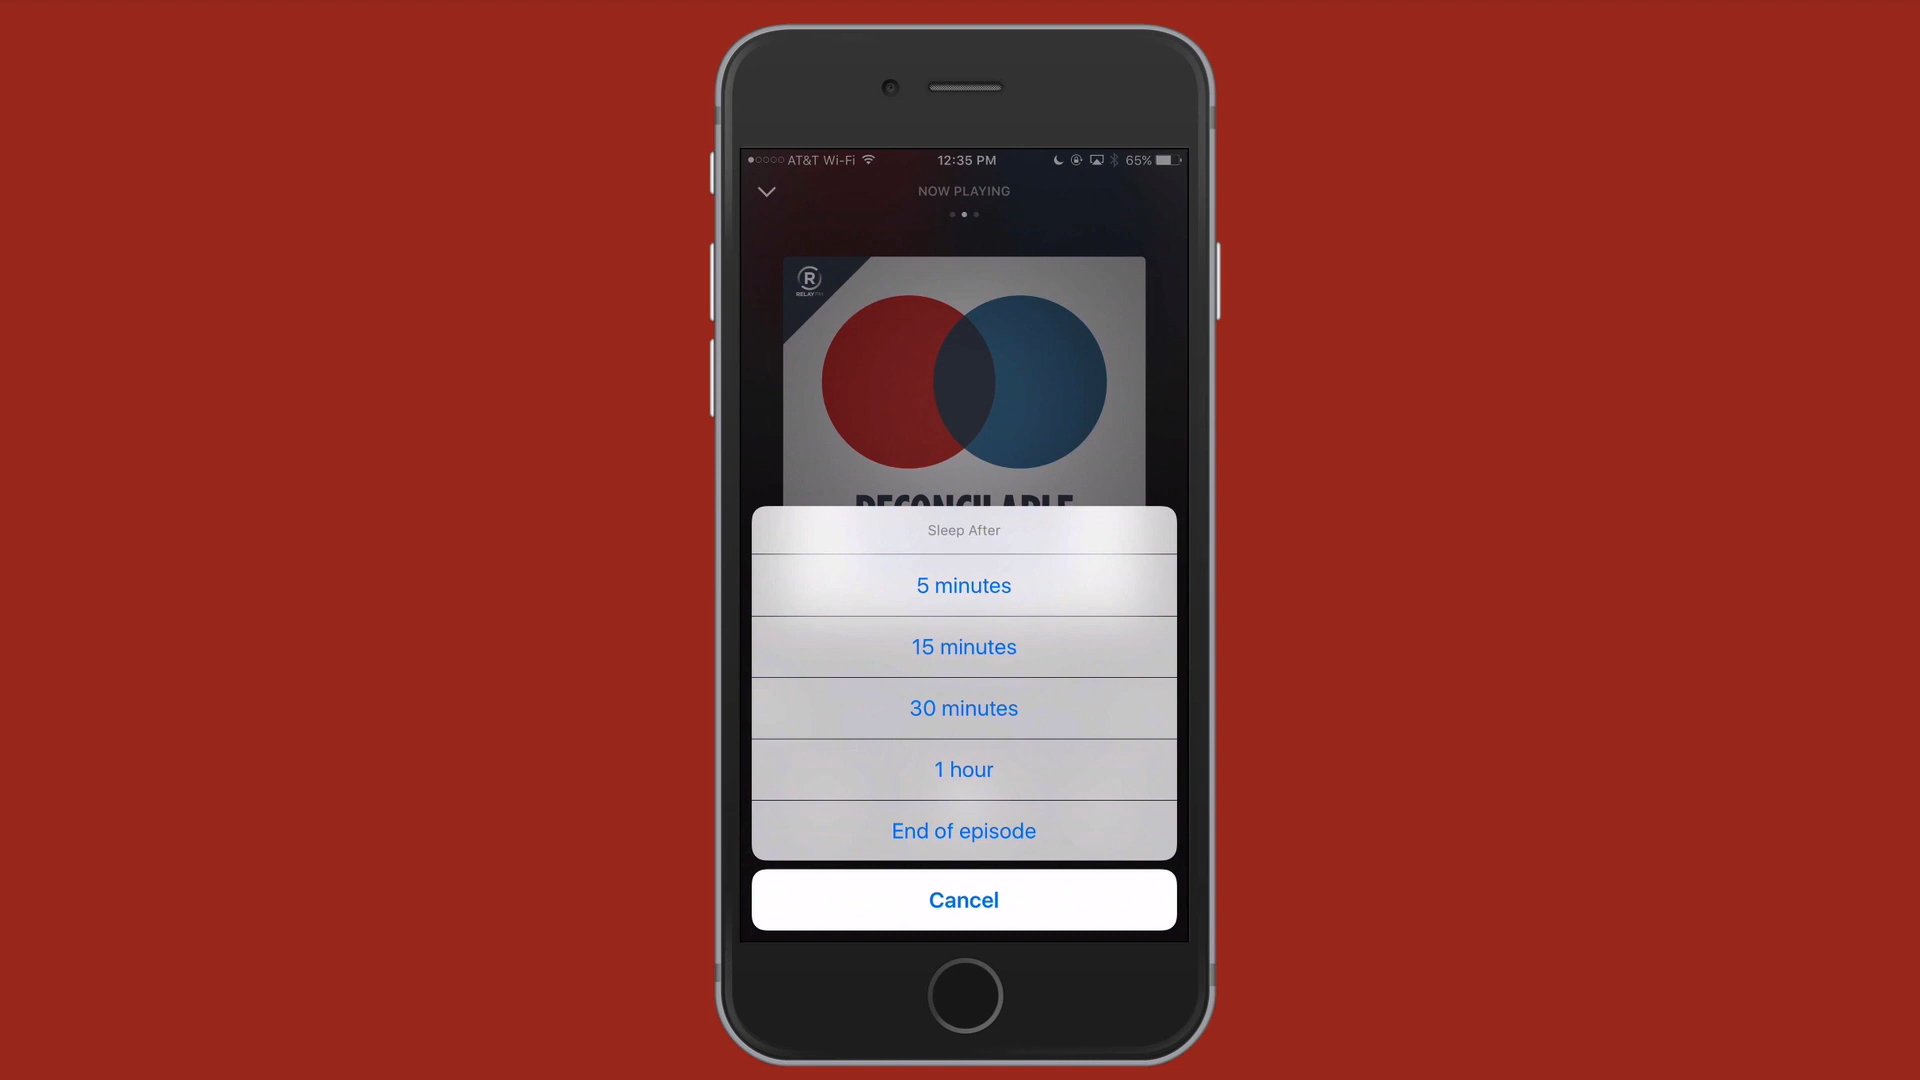 AT&T Wi-Fi 12:35 PM 65%
NOW PLAYING
R
RELAY FM
RECONCILABLE
Sleep After
5 minutes
15 minutes
30 minutes
1 hour
End of episode
Cancel